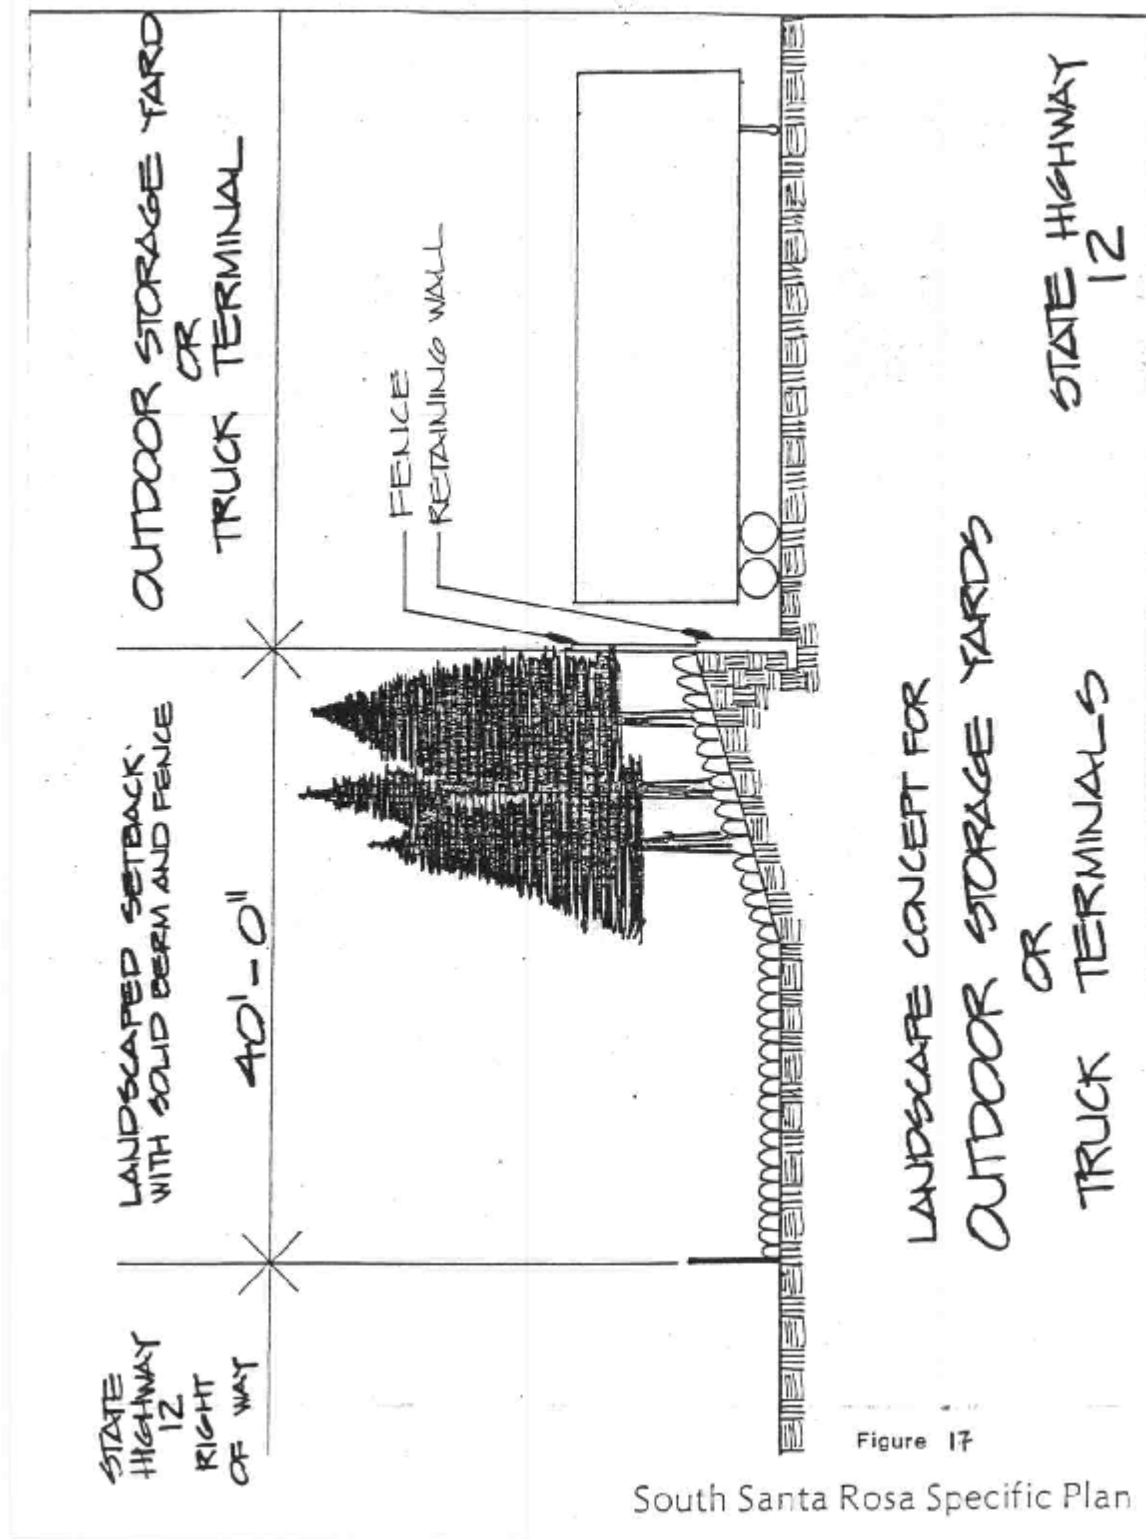 STATE
HIGHWAY
12
RIGHT
OF WAY
LANDSCAPED SETBACK:
WITH SOLID BERM AND FENCE
40'-0"
OUTDOOR STORAGE YARD
OR
TRUCK TERMINAL
FENCE
RETAINING WALL
LANDSCAPE CONCEPT FOR
OUTDOOR STORAGE YARDS
OR
TRUCK TERMINALS
STATE HIGHWAY
12
Figure 17
South Santa Rosa Specific Plan